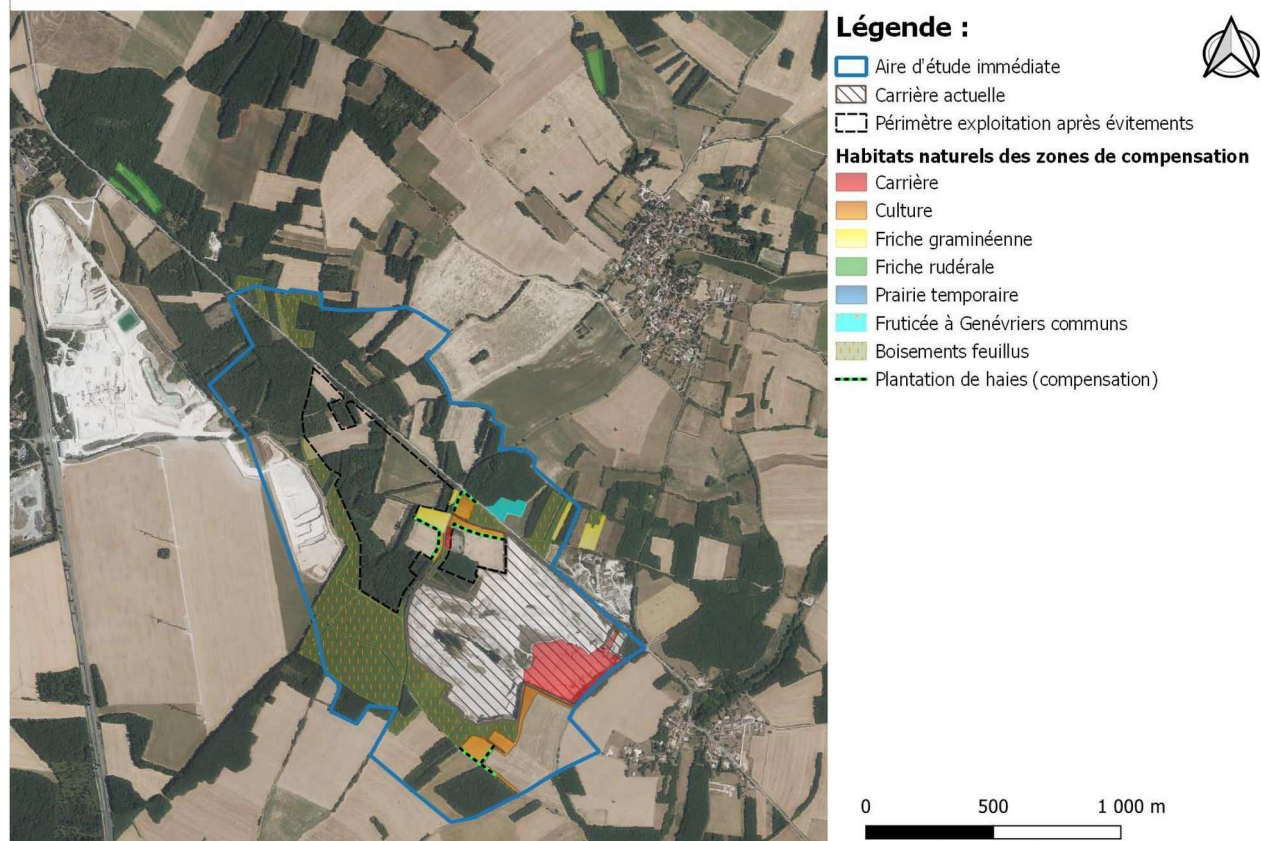 Légende :
Aire d'étude immédiate
Carrière actuelle
Périmètre exploitation après évitements
Habitats naturels des zones de compensation
Carrière
Culture
Friche graminéenne
Friche rudérale
Prairie temporaire
Fruticée à Genévriers communs
Boisements feuillus
Plantation de haies (compensation)
0 500 1 000 m